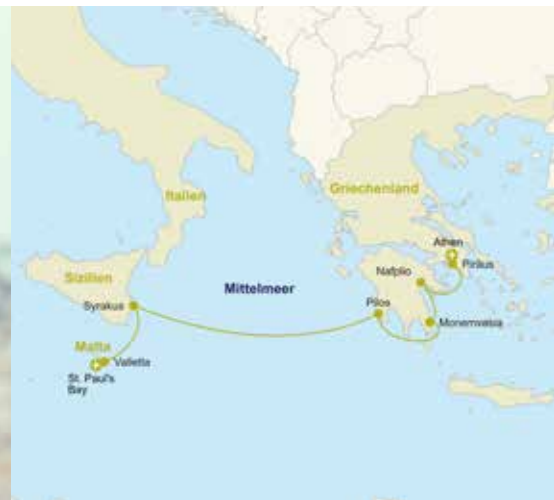 Italien
Griechenland
Athen
Piräus
Sizilien
Nafplio
Mittelmeer
Syrakus
Pilos
Monemvasia
Malta
Valletta
St. Paul's
Bay